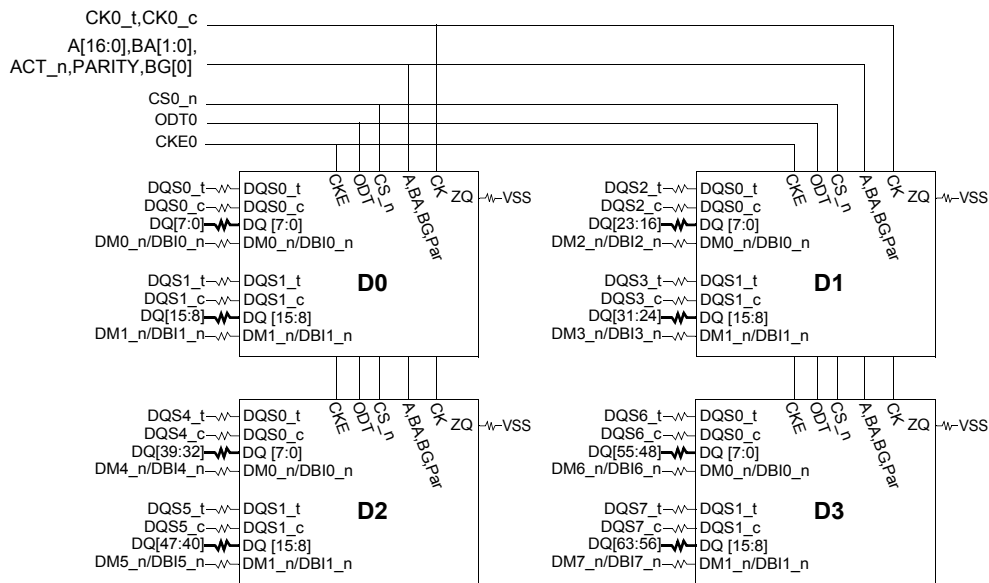 CK0_t,CK0_c
A[16:0],BA[1:0],
ACT_n,PARITY,BG[0]
CS0_n
ODT0
CKE0
CKE
ODT
CS_n
A,BA,BG,Par
CK
ZQ
VSS
DQS0_t DQS0_t
DQS0_c DQS0_c
DQ[7:0] DQ [7:0]
DM0_n/DBI0_n DM0_n/DBI0_n
D0
DQS1_t DQS1_t
DQS1_c DQS1_c
DQ[15:8] DQ [15:8]
DM1_n/DBI1_n DM1_n/DBI1_n
CKE
ODT
CS_n
A,BA,BG,Par
CK
ZQ
VSS
DQS2_t DQS0_t
DQS2_c DQS0_c
DQ[23:16] DQ [7:0]
DM2_n/DBI2_n DM0_n/DBI0_n
D1
DQS3_t DQS1_t
DQS3_c DQS1_c
DQ[31:24] DQ [15:8]
DM3_n/DBI3_n DM1_n/DBI1_n
CKE
ODT
CS_n
A,BA,BG,Par
CK
ZQ
VSS
DQS4_t DQS0_t
DQS4_c DQS0_c
DQ[39:32] DQ [7:0]
DM4_n/DBI4_n DM0_n/DBI0_n
D2
DQS5_t DQS1_t
DQS5_c DQS1_c
DQ[47:40] DQ [15:8]
DM5_n/DBI5_n DM1_n/DBI1_n
CKE
ODT
CS_n
A,BA,BG,Par
CK
ZQ
VSS
DQS6_t DQS0_t
DQS6_c DQS0_c
DQ[55:48] DQ [7:0]
DM6_n/DBI6_n DM0_n/DBI0_n
D3
DQS7_t DQS1_t
DQS7_c DQS1_c
DQ[63:56] DQ [15:8]
DM7_n/DBI7_n DM1_n/DBI1_n